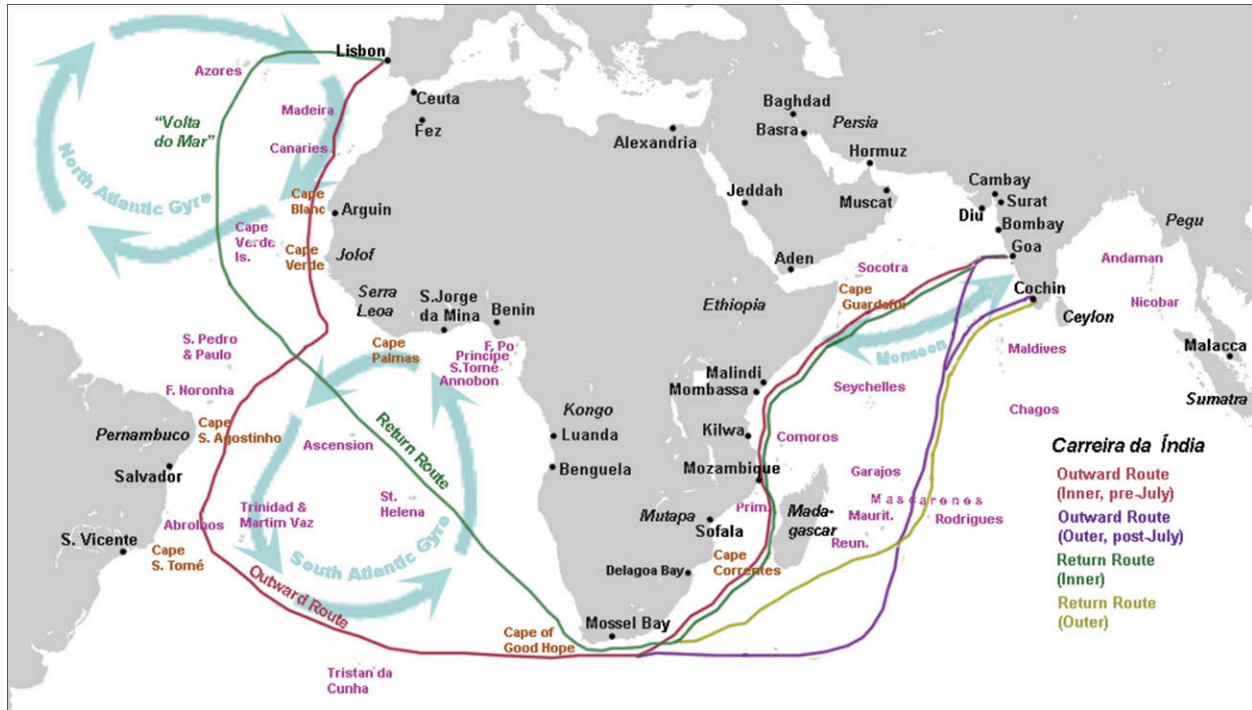 Lisbon
Azores
Ceuta
Madeira
Fez
"Volta
do Mar"
Canaries
North Atlantic Gyre
Cape
Blanc
Arguin
Cape
Verde
Is.
Cape
Verde
Jolof
Serra
Leoa
S.Jorge
da Mina
Benin
S. Pedro
& Paulo
Cape
Palmas
F. Po
Principe
S.Tomé
Annobon
F. Noronha
Pernambuco
Cape
S. Agostinho
Ascension
Return Route
Kongo
Luanda
Salvador
Benguela
Abrolhos
Trinidad &
Martim Vaz
St.
Helena
S. Vicente
Cape
S. Tomé
South Atlantic Gyre
Outward Route
Mossel Bay
Cape of
Good Hope
Tristan da
Cunha
Alexandria
Baghdad
Basra
Persia
Hormuz
Jeddah
Muscat
Cambay
Surat
Diu
Bombay
Goa
Pegu
Aden
Socotra
Andaman
Cape
Guardafui
Cochin
Nicobar
Ethiopia
Ceylon
Monsoon
Maldives
Malacca
Malindi
Mombassa
Seychelles
Sumatra
Chagos
Kilwa
Comoros
Mozambique
Garajos
Mascarenes
Prim.
Mada-
gascar
Maurit.
Rodrigues
Mutapa
Sofala
Reun.
Cape
Correntes
Delagoa Bay
Carreira da Índia
Outward Route
(Inner, pre-July)
Outward Route
(Outer, post-July)
Return Route
(Inner)
Return Route
(Outer)